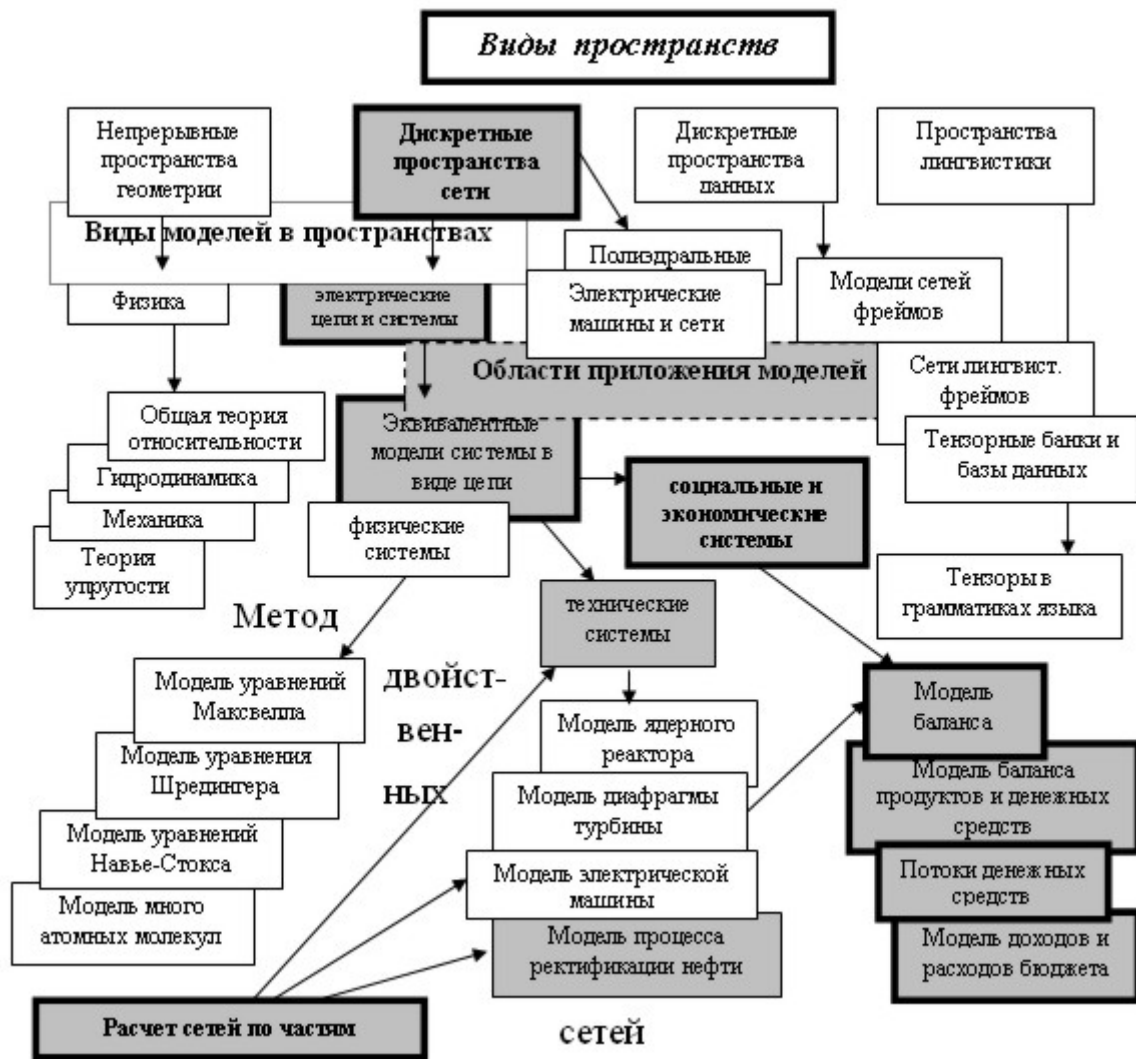 Виды пространств
Непрерывные
пространства
геометрии
Дискретные
пространства
сети
Дискретные
пространства
данных
Пространства
лингвистики
Виды моделей в пространствах
Полиэдральные
Физика
электрические
цепи и системы
Электрические
машины и сети
Модели сетей
фреймов
Области приложения моделей
Сети лингвист.
фреймов
Общая теория
относительности
Гидродинамика
Механика
Теория
упругости
Эквивалентные
модели системы в
виде цепи
физические
системы
социальные и
экономические
системы
Тензорные банки и
базы данных
Тензоры в
грамматиках языка
технические
системы
Метод
двойст-
вен-
ных
сетей
Модель уравнений
Максвелла
Модель уравнения
Шредингера
Модель уравнений
Навье-Стокса
Модель много
атомных молекул
Модель ядерного
реактора
Модель диафрагмы
турбины
Модель электрической
машины
Модель процесса
ректификации нефти
Модель
баланса
Модель баланса
продуктов и денежных
средств
Потоки денежных
средств
Модель доходов и
расходов бюджета
Расчет сетей по частям